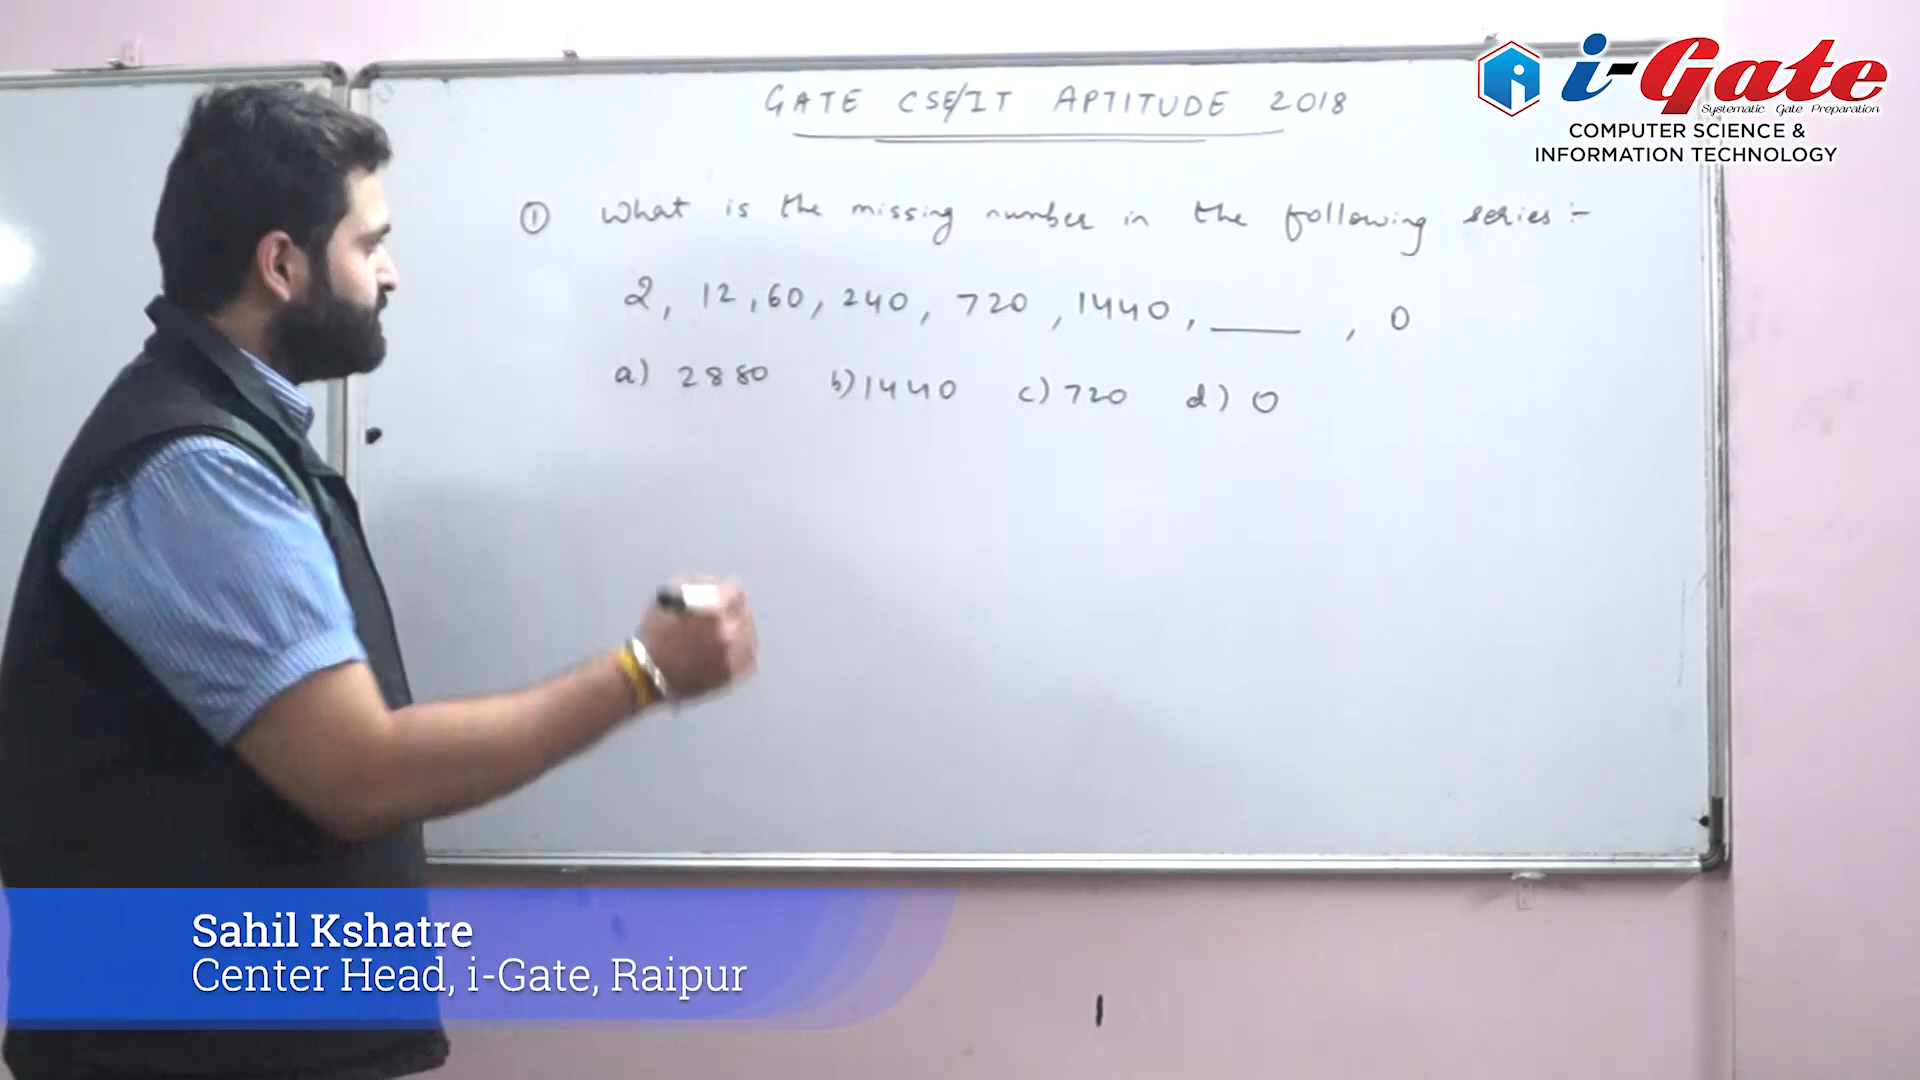 GATE CSE/IT APTITUDE 2018
i-Gate
Systematic Gate Preparation
COMPUTER SCIENCE &
INFORMATION TECHNOLOGY
① What is the missing number in the following series :-
2, 12, 60, 240, 720, 1440, ____ , 0
a) 2880 b) 1440 c) 720 d) 0
Sahil Kshatre
Center Head, i-Gate, Raipur